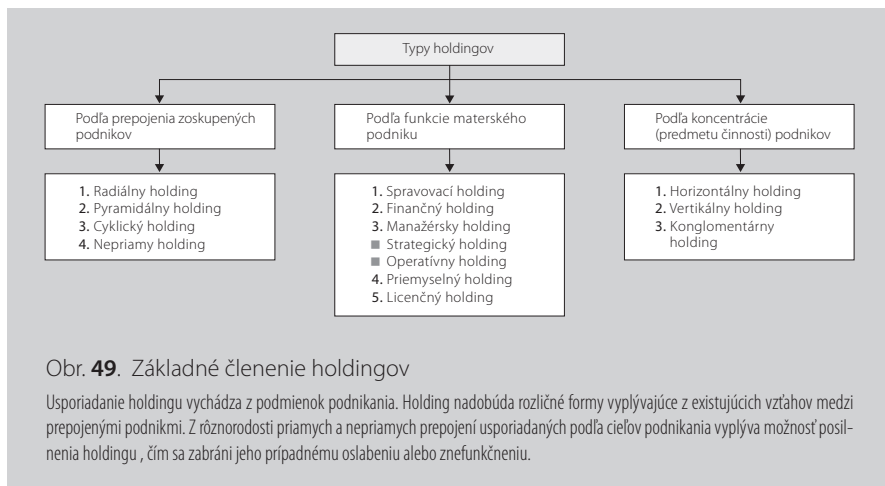 Typy holdingov
Podľa prepojenia zoskupených
podnikov
Podľa funkcie materského
podniku
Podľa koncentrácie
(predmetu činnosti) podnikov
1. Radiálny holding
2. Pyramidálny holding
3. Cyklický holding
4. Nepriamy holding
1. Spravovací holding
2. Finančný holding
3. Manažérsky holding
■ Strategický holding
■ Operatívny holding
4. Priemyselný holding
5. Licenčný holding
1. Horizontálny holding
2. Vertikálny holding
3. Konglomentárny
holding
Obr. 49. Základné členenie holdingov
Usporiadanie holdingu vychádza z podmienok podnikania. Holding nadobúda rozličné formy vyplývajúce z existujúcich vzťahov medzi
prepojenými podnikmi. Z rôznorodosti priamych a nepriamych prepojení usporiadaných podľa cieľov podnikania vyplýva možnosť posil-
nenia holdingu , čím sa zabráni jeho prípadnému oslabeniu alebo znefunkčneniu.